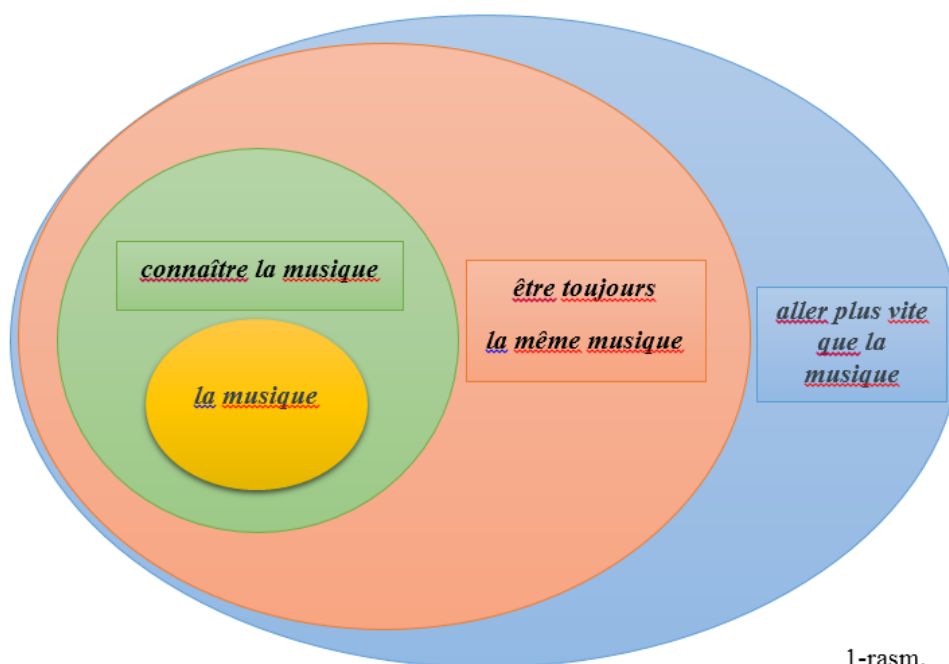 connaître la musique
la musique
être toujours
la même musique
aller plus vite
que la
musique
1-rasm.